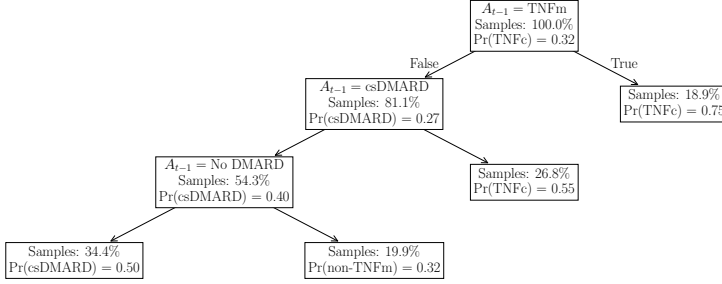 A_{t−1} = TNFm
Samples: 100.0%
Pr(TNFc) = 0.32
False
True
A_{t−1} = csDMARD
Samples: 81.1%
Pr(csDMARD) = 0.27
Samples: 18.9%
Pr(TNFc) = 0.75
A_{t−1} = No DMARD
Samples: 54.3%
Pr(csDMARD) = 0.40
Samples: 26.8%
Pr(TNFc) = 0.55
Samples: 34.4%
Pr(csDMARD) = 0.50
Samples: 19.9%
Pr(non-TNFm) = 0.32